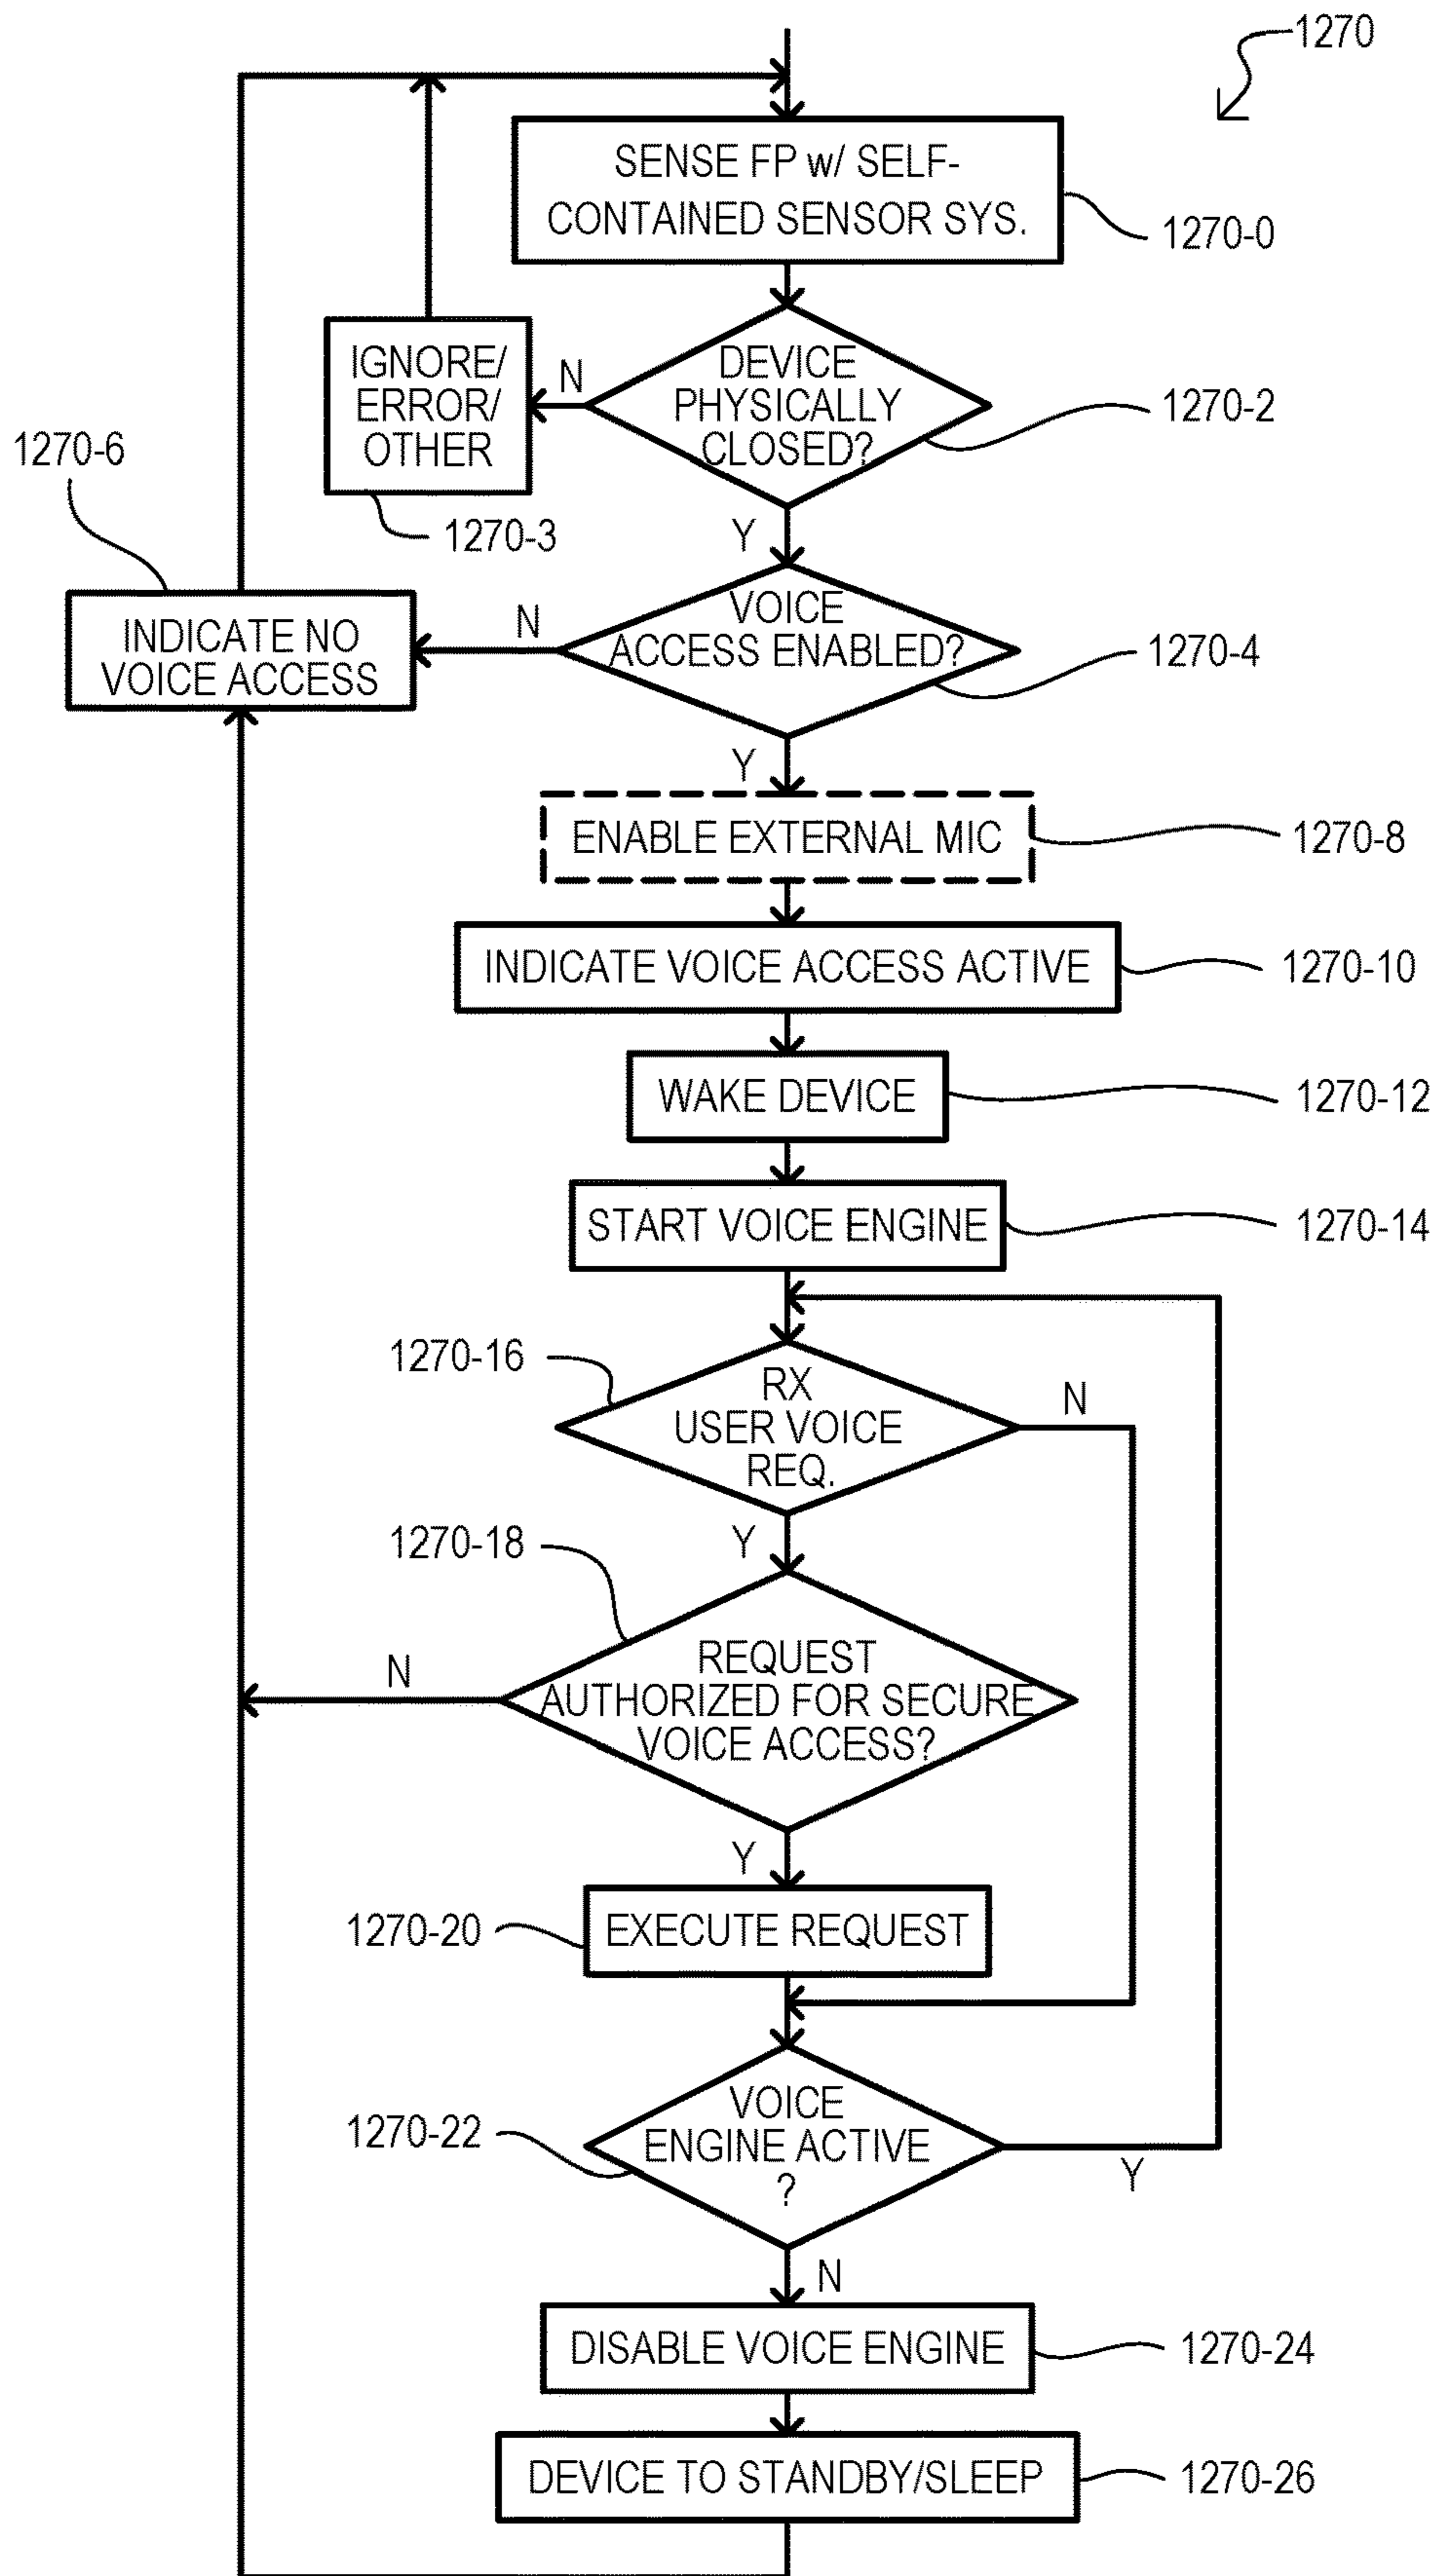 1270
SENSE FP w/ SELF-
CONTAINED SENSOR SYS.
1270-0
DEVICE
PHYSICALLY
CLOSED?
1270-2
N
IGNORE/
ERROR/
OTHER
1270-3
1270-6
Y
VOICE
ACCESS ENABLED?
1270-4
N
INDICATE NO
VOICE ACCESS
Y
ENABLE EXTERNAL MIC
1270-8
INDICATE VOICE ACCESS ACTIVE
1270-10
WAKE DEVICE
1270-12
START VOICE ENGINE
1270-14
1270-16
RX
USER VOICE
REQ.
N
Y
1270-18
REQUEST
AUTHORIZED FOR SECURE
VOICE ACCESS?
N
Y
1270-20
EXECUTE REQUEST
VOICE
ENGINE ACTIVE
?
1270-22
Y
N
DISABLE VOICE ENGINE
1270-24
DEVICE TO STANDBY/SLEEP
1270-26